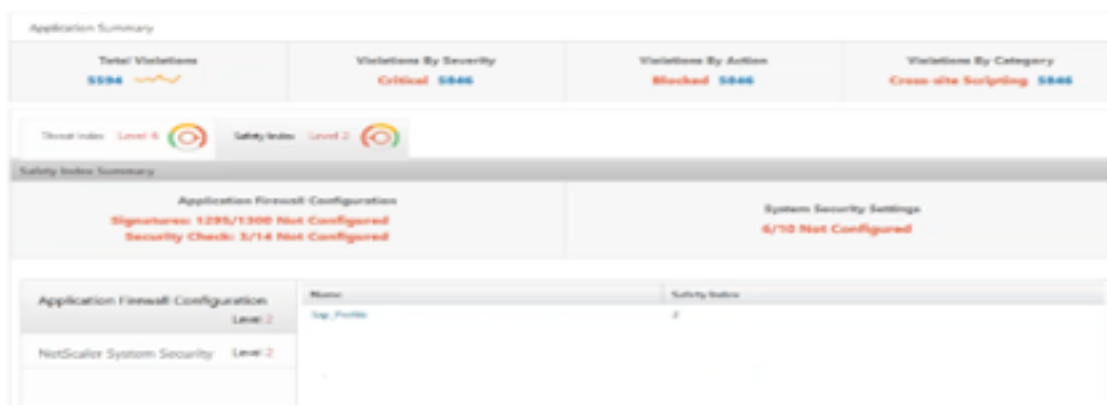 Application Summary
Total Violations
5594
Violations By Severity
Critical 5846
Violations By Action
Blocked 5846
Violations By Category
Cross-site Scripting 5846
Threat Index Level 6
Safety Index Level 2
Safety Index Summary
Application Firewall Configuration
Signatures: 1295/1300 Not Configured
Security Check: 3/14 Not Configured
System Security Settings
6/10 Not Configured
Application Firewall Configuration
Level 2
NetScaler System Security Level 2
Name
Safety Index
Sap_Profile
2